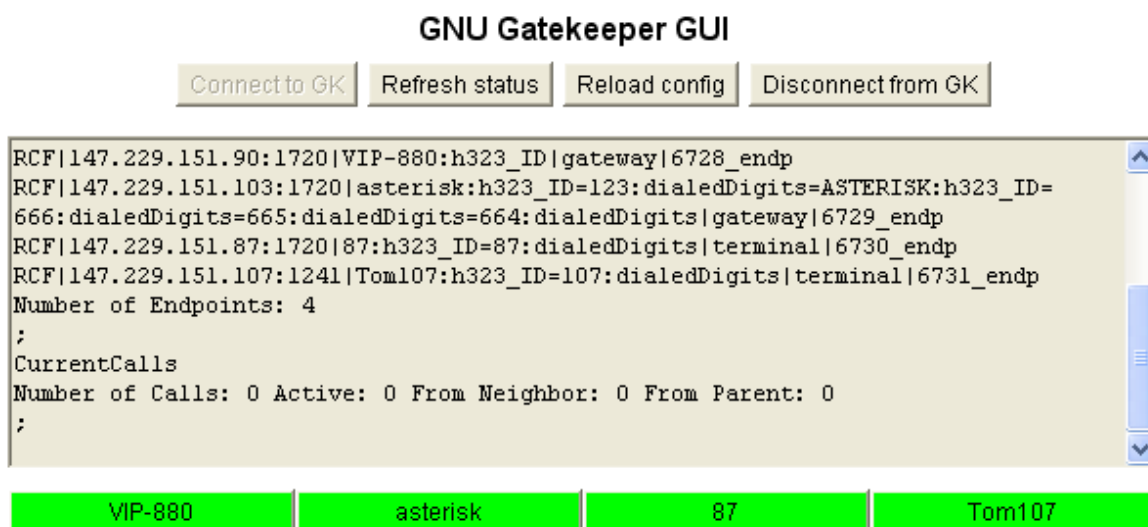 GNU Gatekeeper GUI
Connect to GK Refresh status Reload config Disconnect from GK
RCF|147.229.151.90:1720|VIP-880:h323_ID|gateway|6728_endp
RCF|147.229.151.103:1720|asterisk:h323_ID=123:dialedDigits=ASTERISK:h323_ID=
666:dialedDigits=665:dialedDigits=664:dialedDigits|gateway|6729_endp
RCF|147.229.151.87:1720|87:h323_ID=87:dialedDigits|terminal|6730_endp
RCF|147.229.151.107:1241|Tom107:h323_ID=107:dialedDigits|terminal|6731_endp
Number of Endpoints: 4
;
CurrentCalls
Number of Calls: 0 Active: 0 From Neighbor: 0 From Parent: 0
;
VIP-880 asterisk 87 Tom107